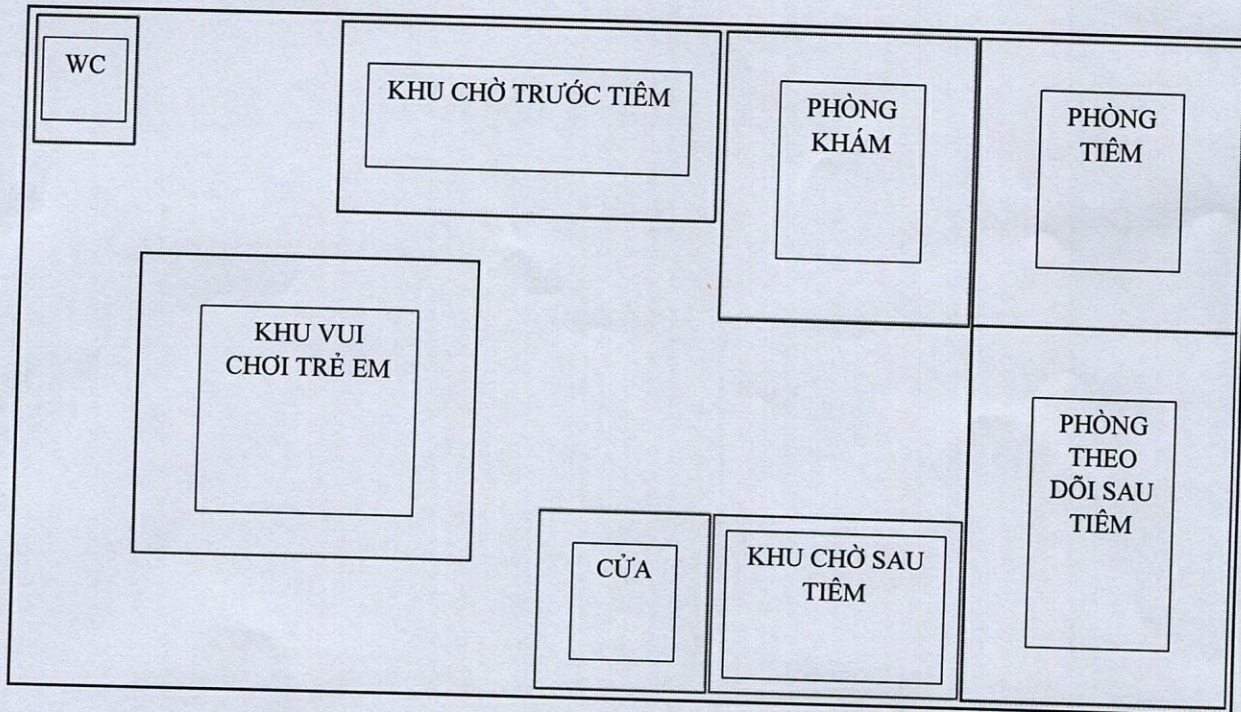 WC
KHU CHỜ TRƯỚC TIÊM
PHÒNG
KHÁM
PHÒNG
TIÊM
KHU VUI
CHƠI TRẺ EM
PHÒNG
THEO
DÕI SAU
TIÊM
CỬA
KHU CHỜ SAU
TIÊM